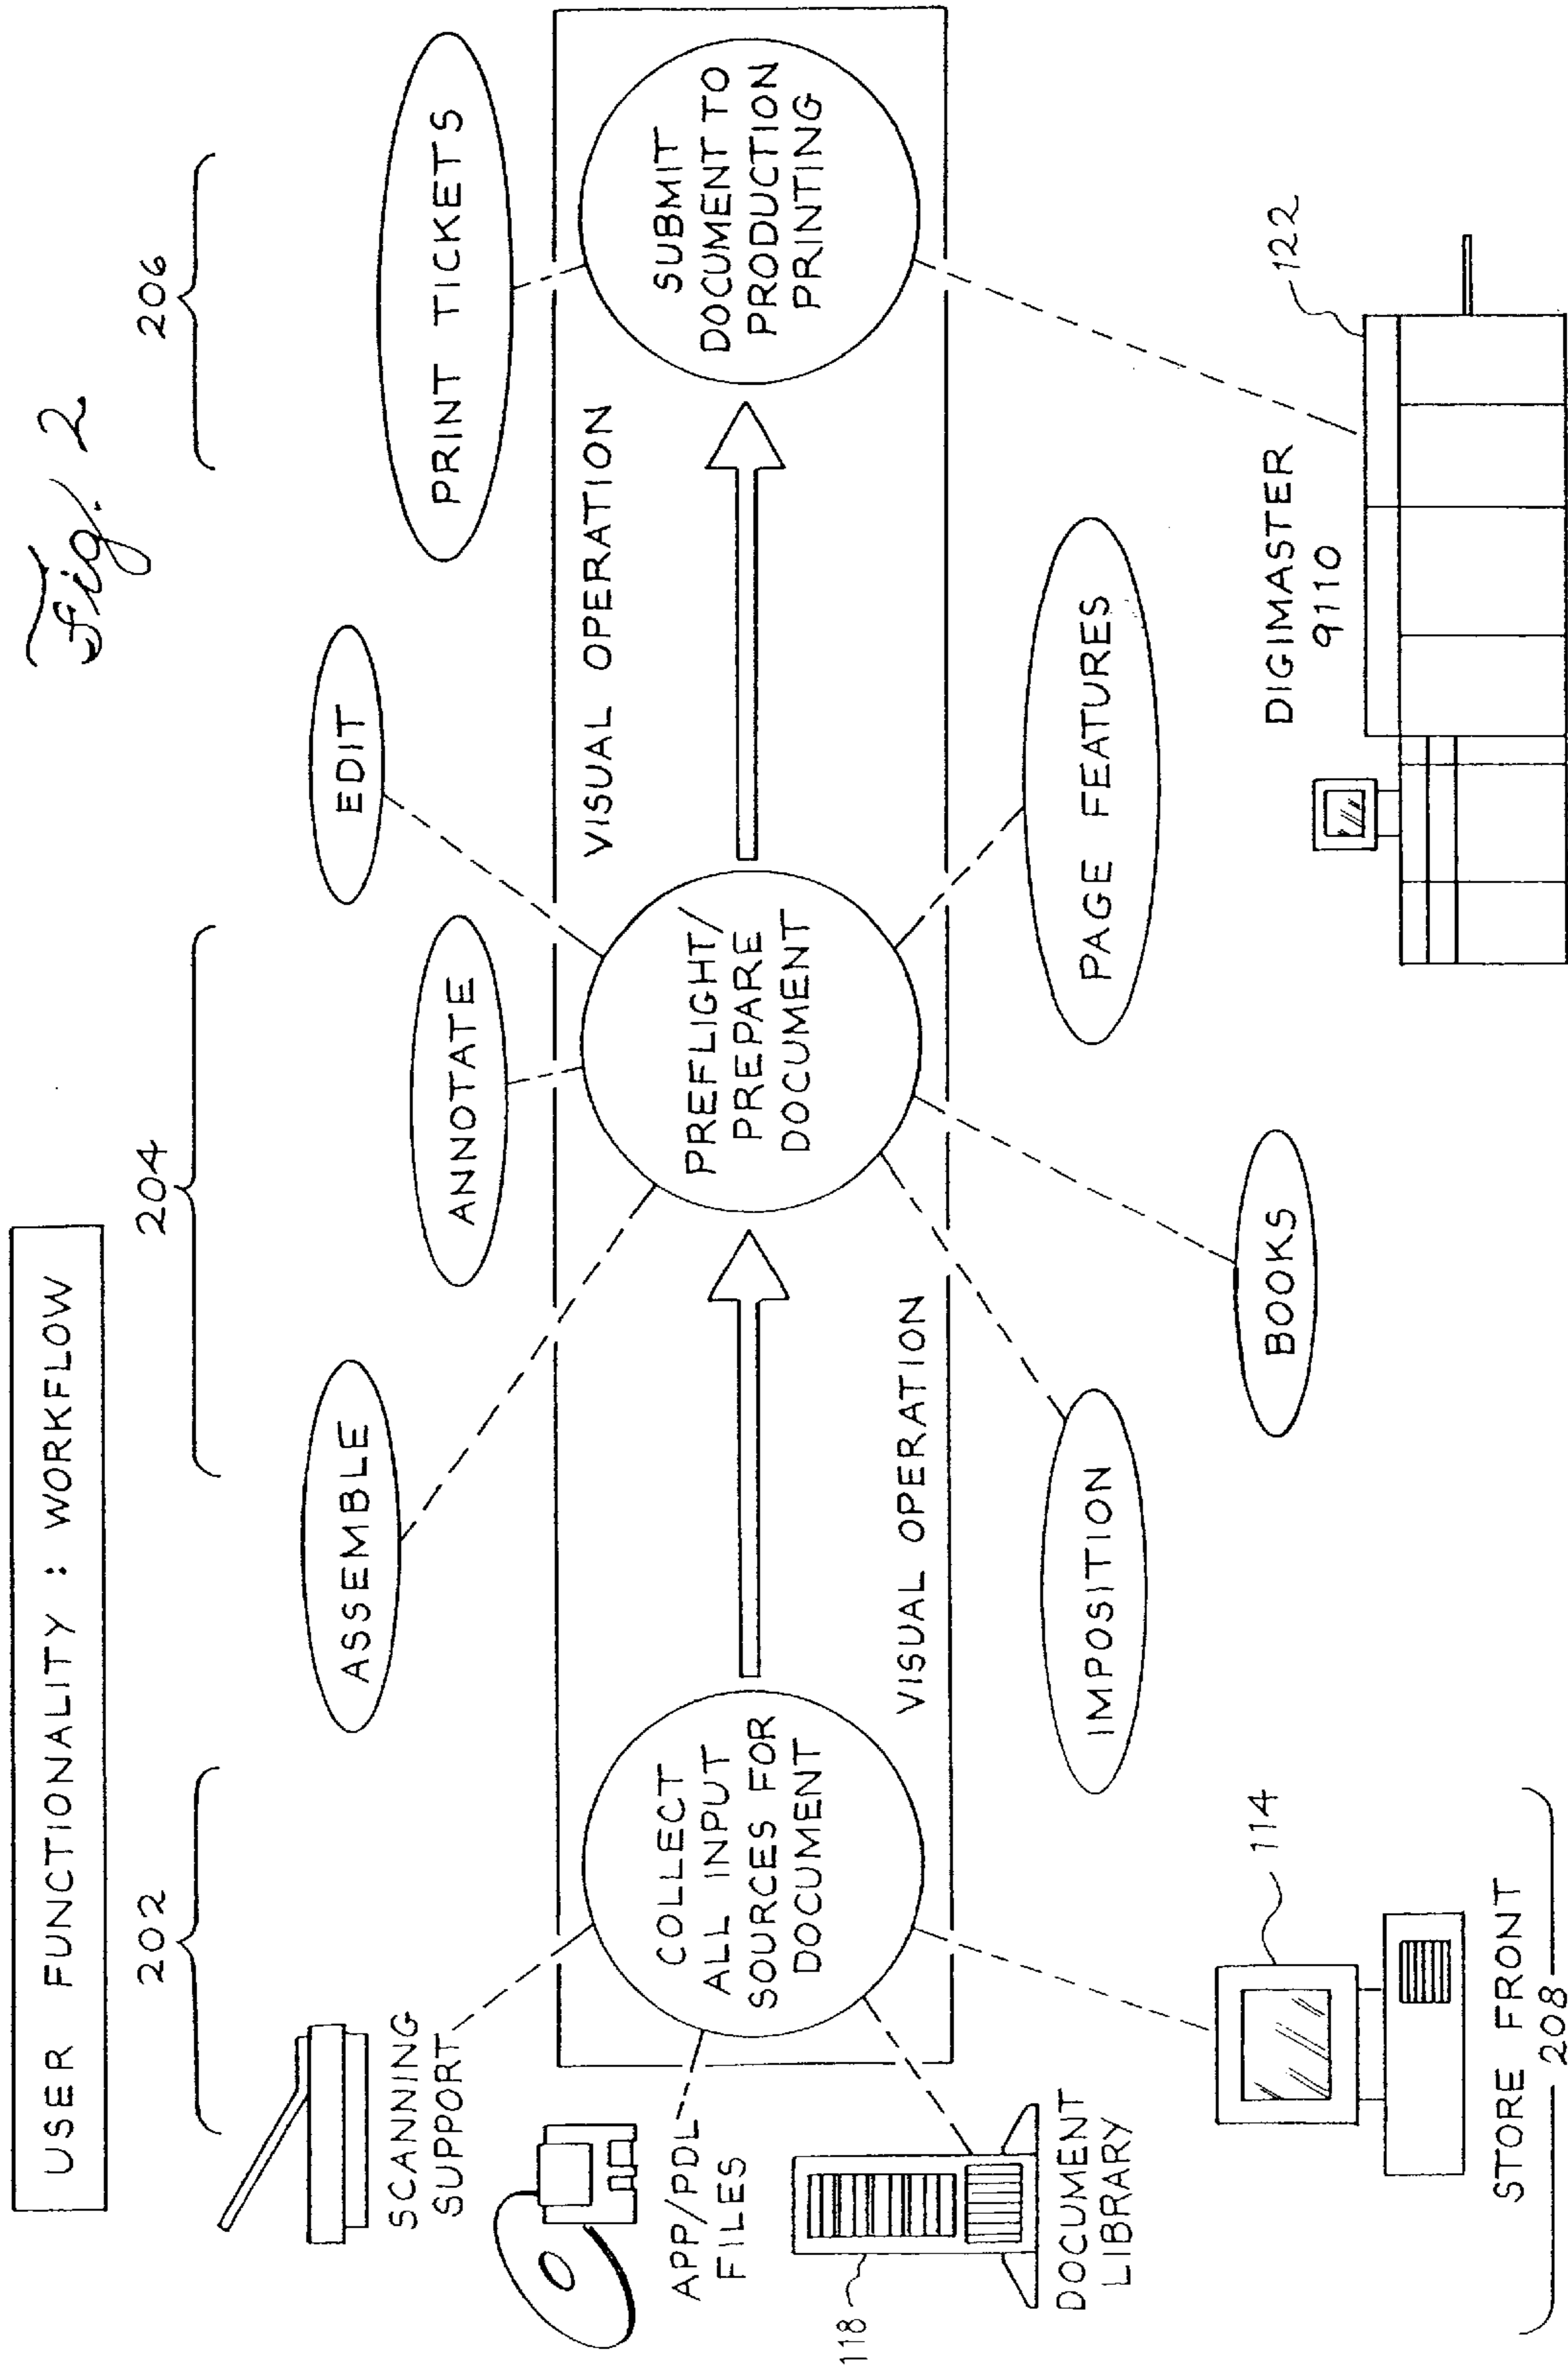 Fig. 2
USER FUNCTIONALITY : WORKFLOW
202
204
206
SCANNING
SUPPORT
APP/PDL
FILES
118
DOCUMENT
LIBRARY
114
STORE FRONT
208
COLLECT
ALL INPUT
SOURCES FOR
DOCUMENT
VISUAL OPERATION
ASSEMBLE
ANNOTATE
EDIT
PREFLIGHT/
PREPARE
DOCUMENT
IMPOSITION
BOOKS
PAGE FEATURES
VISUAL OPERATION
PRINT TICKETS
SUBMIT
DOCUMENT TO
PRODUCTION
PRINTING
DIGIMASTER
9110
122